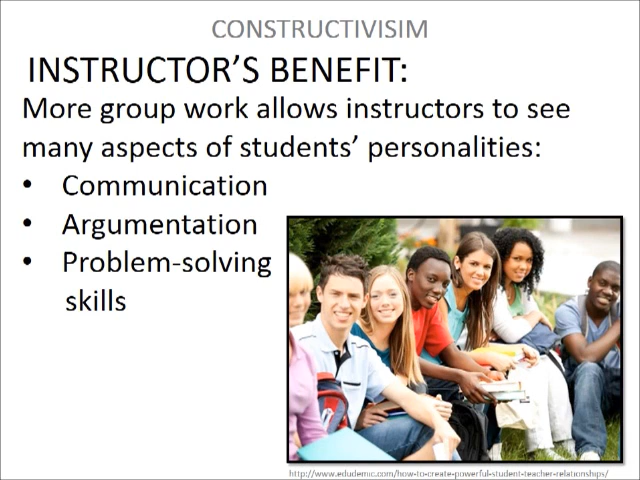 CONSTRUCTIVISIM
INSTRUCTOR’S BENEFIT:
More group work allows instructors to see
many aspects of students’ personalities:
• Communication
• Argumentation
• Problem-solving
skills
http://www.edudemic.com/how-to-create-powerful-student-teacher-relationships/